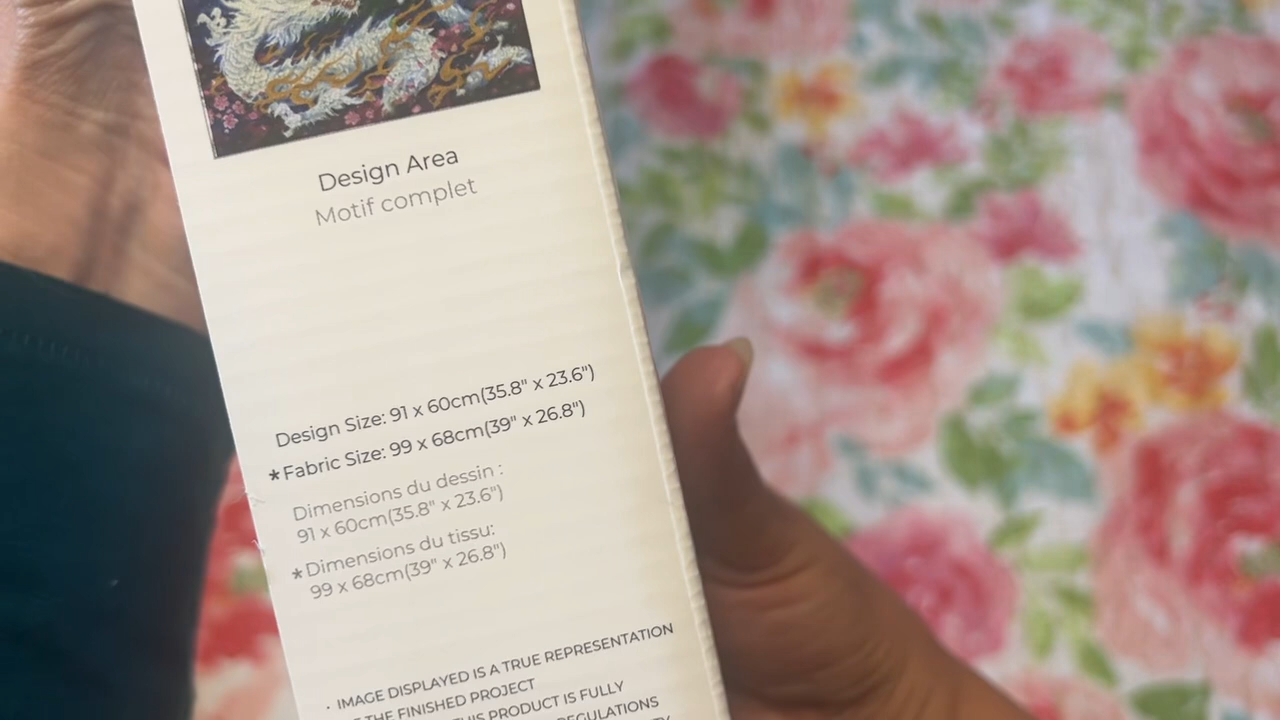 Design Area
Motif complet
Design Size: 91 x 60cm(35.8" x 23.6")
*Fabric Size: 99 x 68cm(39" x 26.8")
Dimensions du dessin :
91 x 60cm(35.8" x 23.6")
*Dimensions du tissu:
99 x 68cm(39" x 26.8")
· IMAGE DISPLAYED IS A TRUE REPRESENTATION
THE FINISHED PROJECT
THIS PRODUCT IS FULLY
REGULATIONS